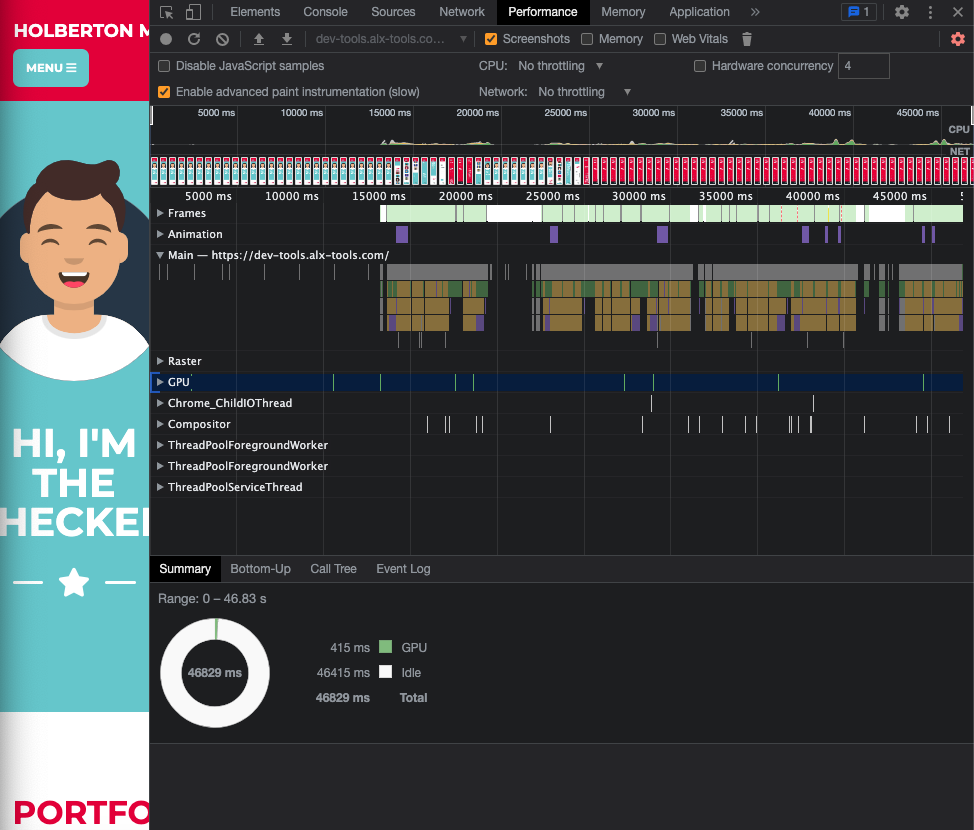 HOLBERTON M
MENU
HI, I'M
THE
HECKE
PORTFO
Elements Console Sources Network Performance Memory Application » 1
dev-tools.alx-tools.co… Screenshots Memory Web Vitals
Disable JavaScript samples CPU: No throttling Hardware concurrency 4
Enable advanced paint instrumentation (slow) Network: No throttling
5000 ms 10000 ms 15000 ms 20000 ms 25000 ms 30000 ms 35000 ms 40000 ms 45000 ms
CPU
NET
5000 ms 10000 ms 15000 ms 20000 ms 25000 ms 30000 ms 35000 ms 40000 ms 45000 ms
Frames
Animation
Main — https://dev-tools.alx-tools.com/
Raster
GPU
Chrome_ChildIOThread
Compositor
ThreadPoolForegroundWorker
ThreadPoolForegroundWorker
ThreadPoolServiceThread
Summary Bottom-Up Call Tree Event Log
Range: 0 – 46.83 s
46829 ms
415 ms GPU
46415 ms Idle
46829 ms Total